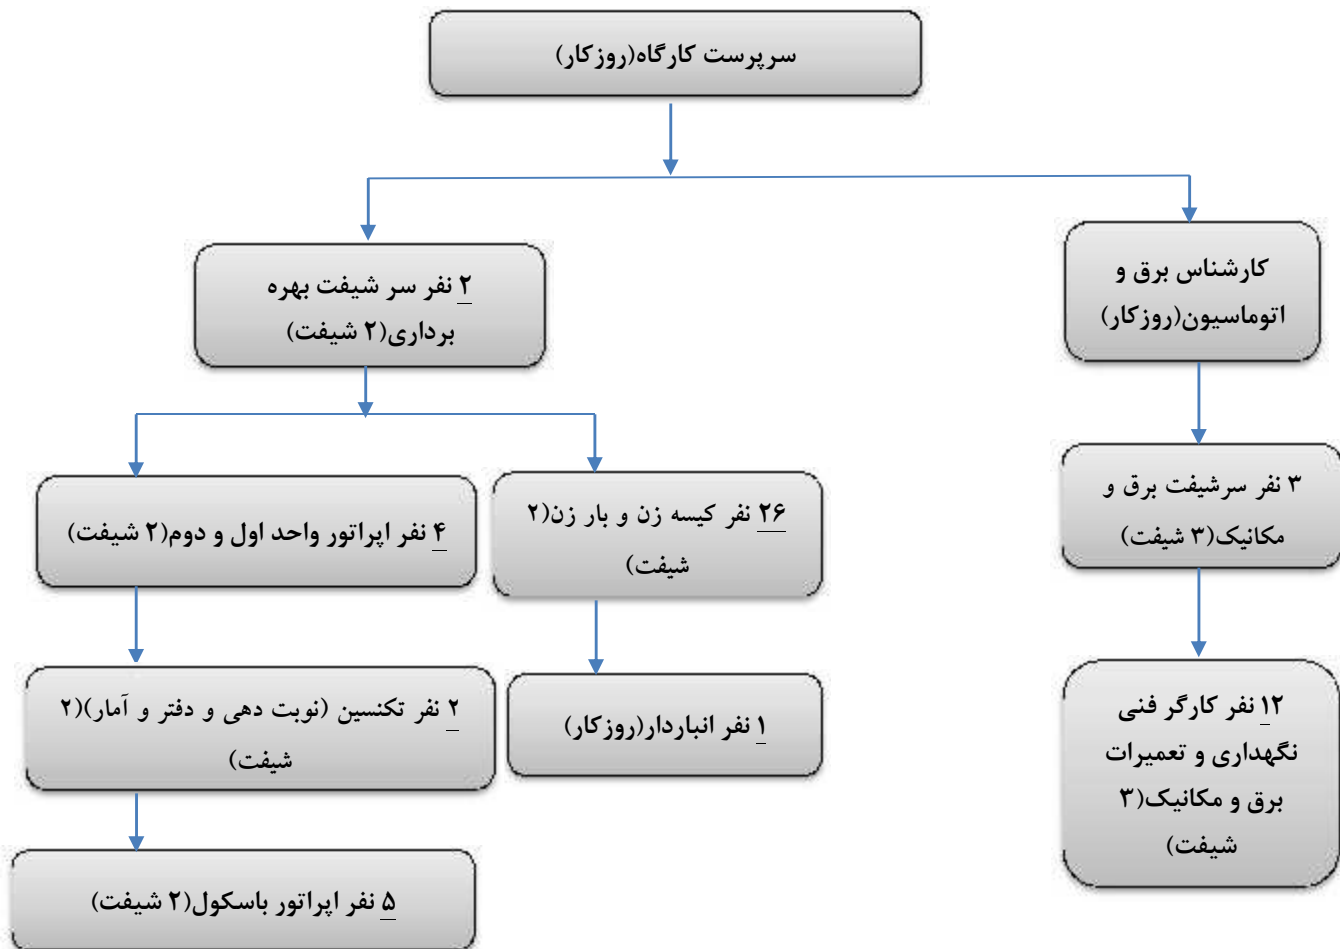 سرپرست کارگاه(روزکار)
کارشناس برق و
اتوماسیون(روزکار)
۲ نفر سر شیفت بهره
برداری(۲ شیفت)
۳ نفر سرشیفت برق و
مکانیک(۳ شیفت)
۲۶ نفر کیسه زن و بار زن(۲
شیفت)
۴ نفر اپراتور واحد اول و دوم(۲ شیفت)
۱۲ نفر کارگر فنی
نگهداری و تعمیرات
برق و مکانیک(۳
شیفت)
۱ نفر انباردار(روزکار)
۲ نفر تکنسین (نوبت دهی و دفتر و آمار)(۲
شیفت)
۵ نفر اپراتور باسکول(۲ شیفت)